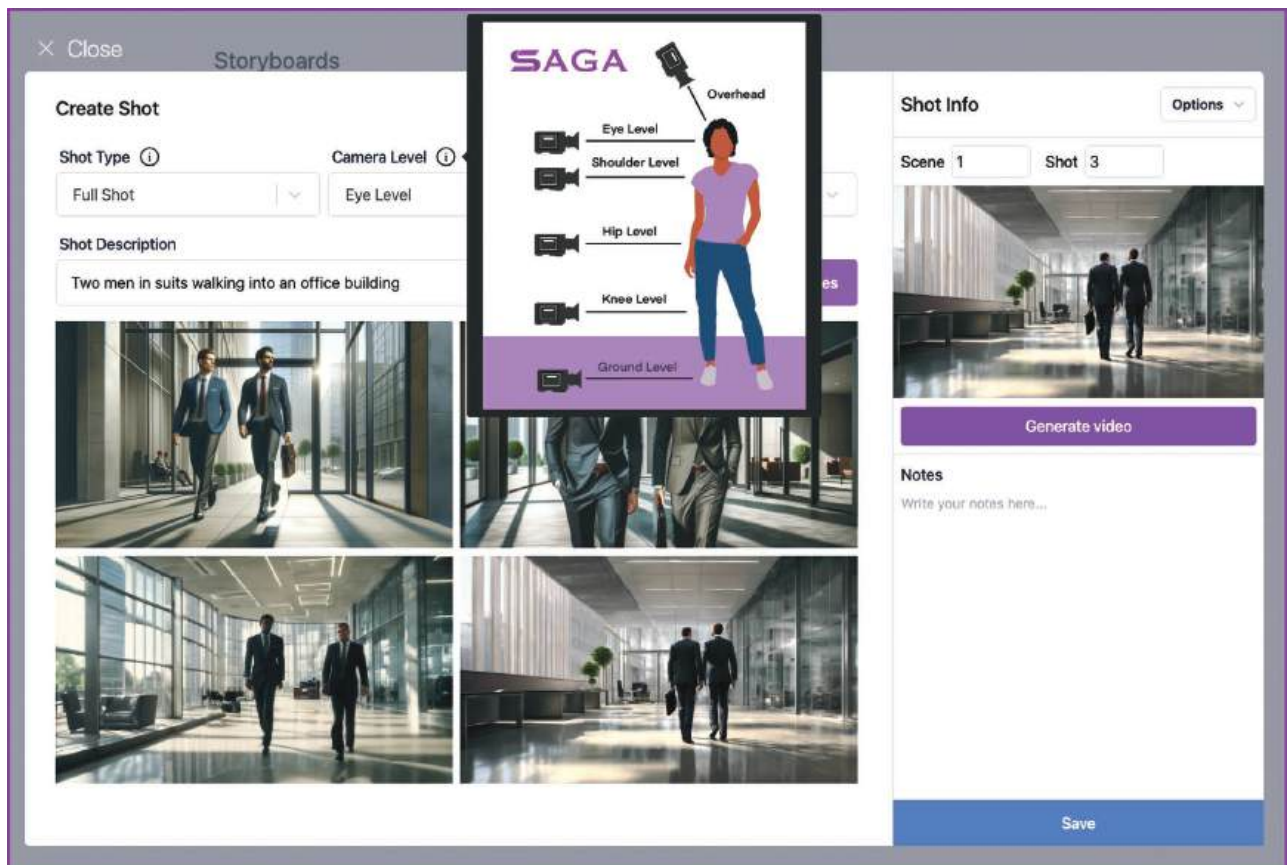 Close
Storyboards
SAGA
Overhead
Eye Level
Shoulder Level
Hip Level
Knee Level
Ground Level
Create Shot
Shot Type
Camera Level
Full Shot
Eye Level
Shot Description
Two men in suits walking into an office building
Shot Info
Options
Scene 1 Shot 3
Generate video
Notes
Write your notes here...
Save